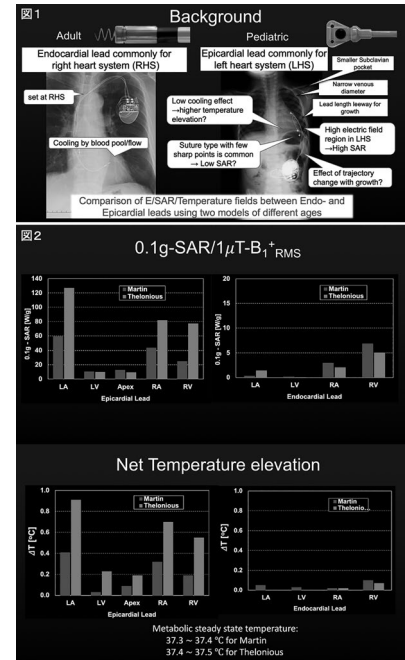 図1
Background
Adult
Pediatric
Endocardial lead commonly for
right heart system (RHS)
Epicardial lead commonly for
left heart system (LHS)
Smaller Subclavian
pocket
Narrow venous
diameter
Lead length leeway for
growth
set at RHS
Low cooling effect
→higher temperature
elevation?
High electric field
region in LHS
→High SAR
Cooling by blood pool/flow
Suture type with few
sharp points is common
→ Low SAR?
Effect of trajectory
change with growth?
Comparison of E/SAR/Temperature fields between Endo- and
Epicardial leads using two models of different ages
図2
0.1g-SAR/1μT-B1+RMS
0.1g - SAR [W/g]
140
120
100
80
60
40
20
0
Martin
Thelonious
LA LV Apex RA RV
Epicardial Lead
0.1g - SAR [W/g]
20
15
10
5
0
Martin
Thelonious
LA LV RA RV
Endocardial Lead
Net Temperature elevation
ΔT [°C]
1.0
0.8
0.6
0.4
0.2
0.0
Martin
Thelonious
LA LV Apex RA RV
Epicardial Lead
ΔT [°C]
1.0
0.8
0.6
0.4
0.2
0.0
Martin
Thelonio...
LA LV RA RV
Endocardial Lead
Metabolic steady state temperature:
37.3 ~ 37.4 ℃ for Martin
37.4 ~ 37.5 ℃ for Thelonious